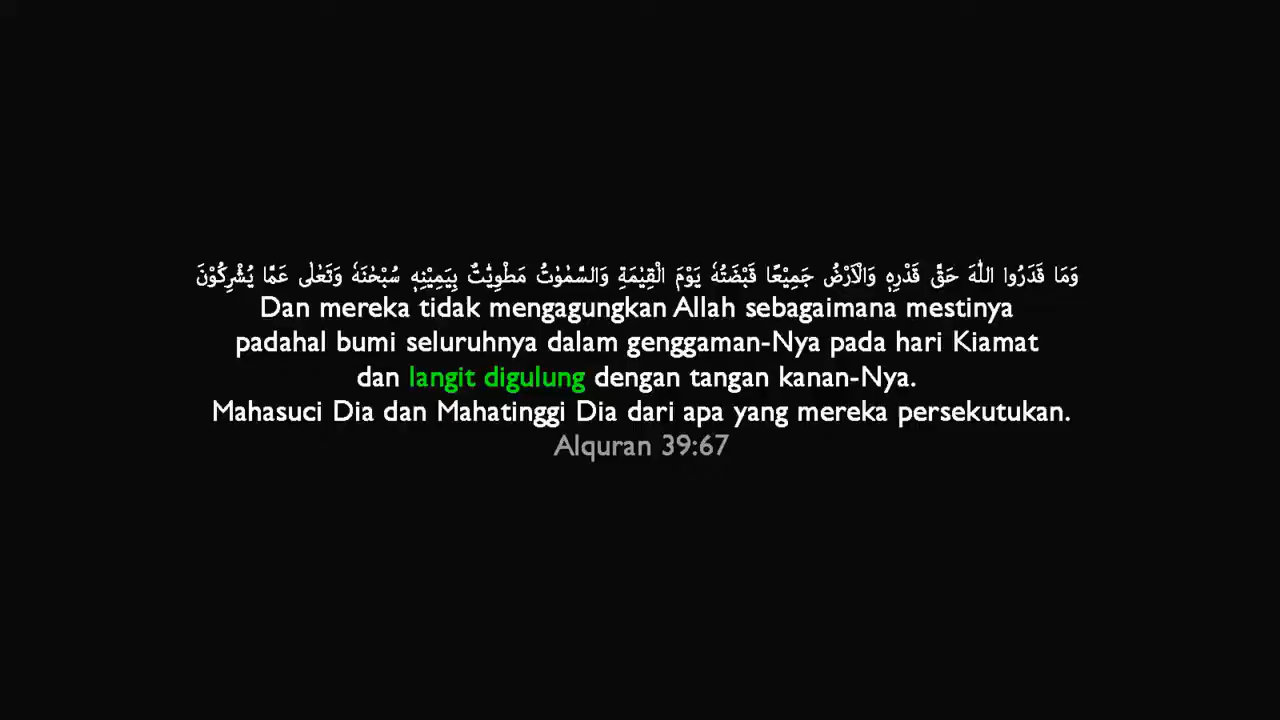 وَمَا قَدَرُوا اللّٰهَ حَقَّ قَدْرِهٖ وَالْاَرْضُ جَمِيْعًا قَبْضَتُهٗ يَوْمَ الْقِيٰمَةِ وَالسَّمٰوٰتُ مَطْوِيّٰتٌ بِيَمِيْنِهٖ سُبْحٰنَهٗ وَتَعٰلٰى عَمَّا يُشْرِكُوْنَ
Dan mereka tidak mengagungkan Allah sebagaimana mestinya
padahal bumi seluruhnya dalam genggaman-Nya pada hari Kiamat
dan langit digulung dengan tangan kanan-Nya.
Mahasuci Dia dan Mahatinggi Dia dari apa yang mereka persekutukan.
Alquran 39:67